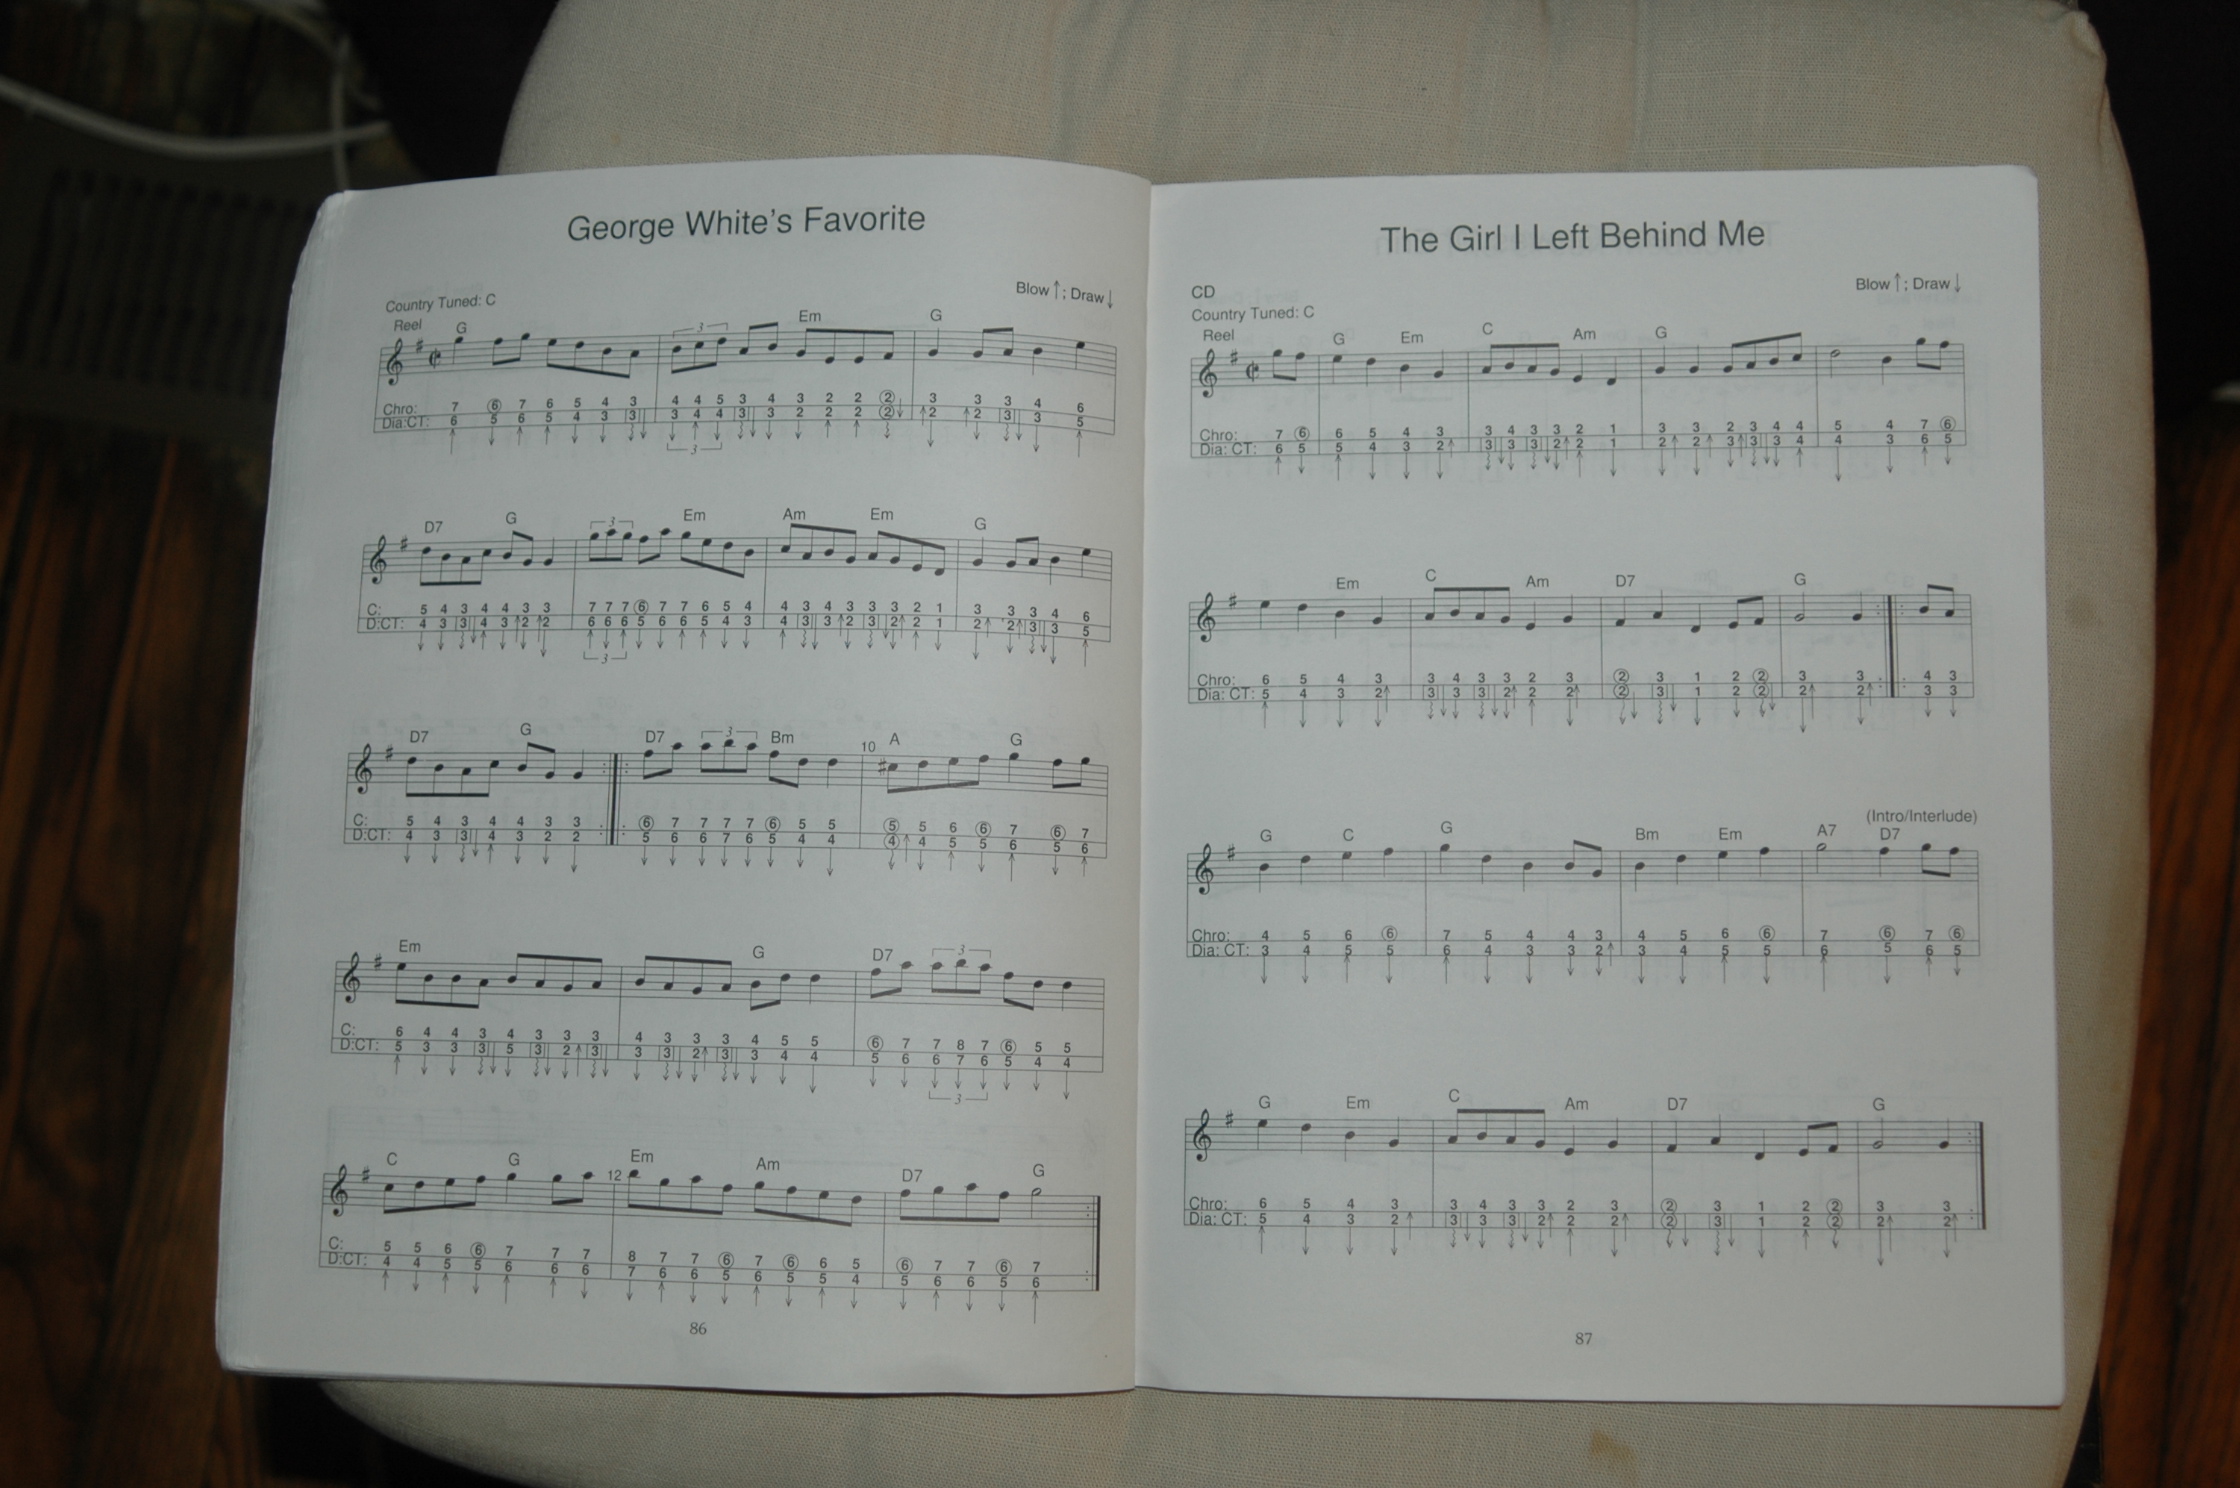 George White's Favorite
Blow↑; Draw↓
Country Tuned: C
Reel
G Em G
3
Chro: 7 ⑥ 7 6 5 4 3 4 4 5 3 4 3 2 2 2 ② 3 3 3 4 6
Dia:CT: 6 5 6 5 4 3 3 3 4 4 3 3 2 2 2 2 ② 2 2 3 3 5
3
D7 G 3 Em Am Em G
C: 5 4 3 4 4 3 3 7 7 7 ⑥ 7 7 6 5 4 4 3 4 3 3 3 2 1 3 3 3 4 6
D:CT: 4 3 3 4 3 2 2 6 6 6 5 6 6 5 4 3 4 3 3 2 3 2 2 1 2 2 3 3 5
3
D7 G D7 3 Bm 10 A G
C: 5 4 3 4 4 3 3 ⑥ 7 7 7 7 ⑥ 5 5 ⑤ 5 6 ⑥ 7 ⑥ 7
D:CT: 4 3 3 4 3 2 2 5 6 6 7 6 5 4 4 ④ 4 5 5 6 5 6
Em G D7 3
C: 6 4 4 3 4 3 3 3 4 3 3 3 4 5 5 ⑥ 7 7 8 7 ⑥ 5 5
D:CT: 5 3 3 3 5 3 2 3 3 3 2 3 3 4 4 5 6 6 7 6 5 4 4
3
C G 12 Em Am D7 G
C: 5 5 6 ⑥ 7 7 7 8 7 7 ⑥ 7 ⑥ 6 5 ⑥ 7 7 ⑥ 7
D:CT: 4 4 5 5 6 6 6 7 6 6 5 6 5 5 4 5 6 6 5 6
86
The Girl I Left Behind Me
Blow↑; Draw↓
CD
Country Tuned: C
Reel
G Em C Am G
Chro: 7 ⑥ 6 5 4 3 3 4 3 3 2 1 3 3 2 3 4 4 5 4 7 ⑥
Dia: CT: 6 5 5 4 3 2 3 3 3 2 2 1 2 2 3 3 3 4 4 3 6 5
Em C Am D7 G
Chro: 6 5 4 3 3 4 3 3 2 3 ② 3 1 2 ② 3 3 4 3
Dia: CT: 5 4 3 2 3 3 3 2 2 2 ② 3 1 2 ② 2 2 3 3
(Intro/Interlude)
G C G Bm Em A7 D7
Chro: 4 5 6 ⑥ 7 5 4 4 3 4 5 6 ⑥ 7 ⑥ 7 ⑥
Dia: CT: 3 4 5 5 6 4 3 3 2 3 4 5 5 6 5 6 5
G Em C Am D7 G
Chro: 6 5 4 3 3 4 3 3 2 3 ② 3 1 2 ② 3 3
Dia: CT: 5 4 3 2 3 3 3 2 2 2 ② 3 1 2 ② 2 2
87